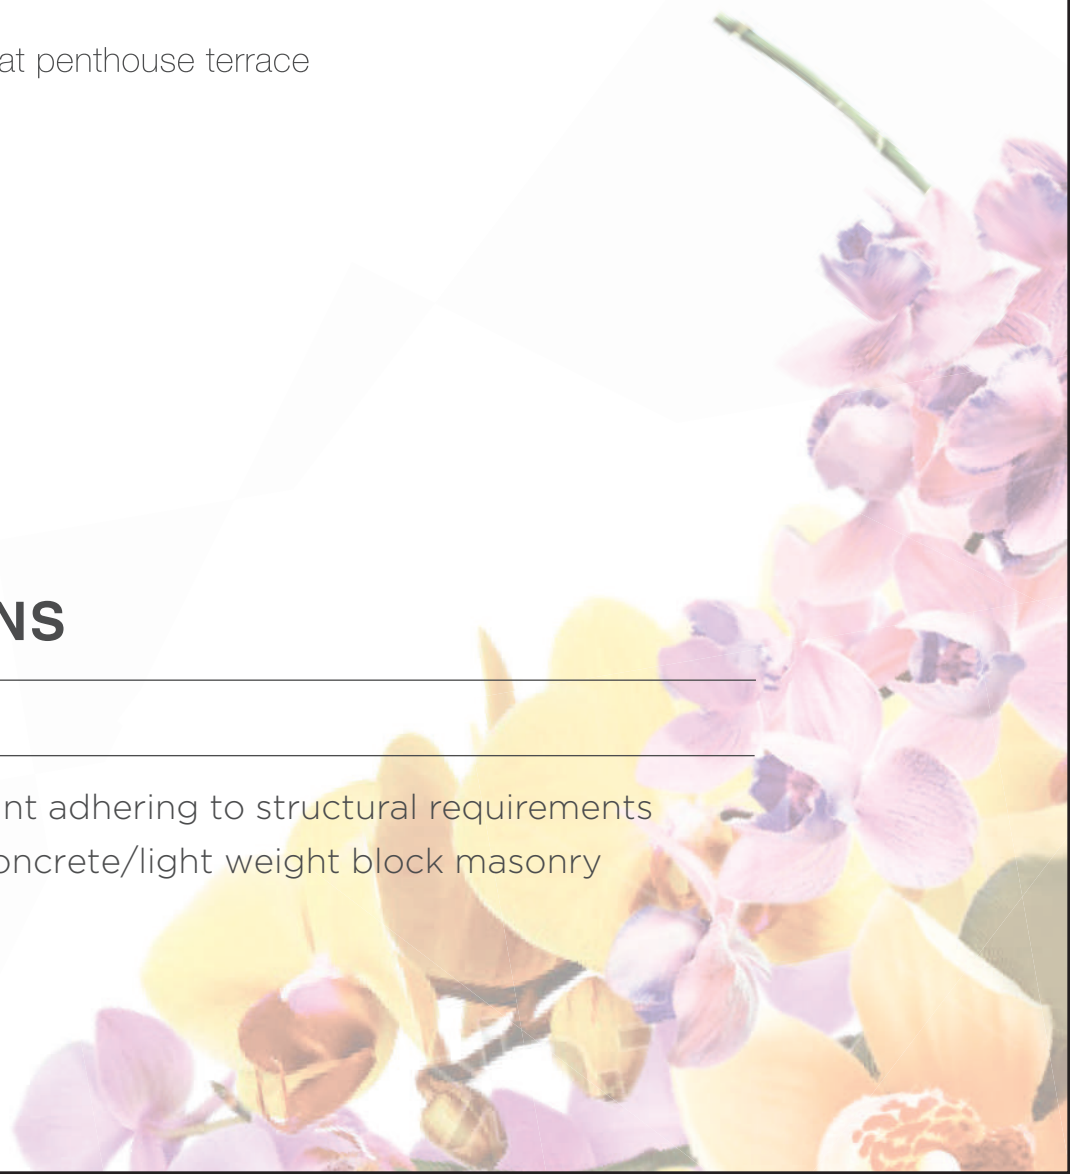 at penthouse terrace
NS
nt adhering to structural requirements
oncrete/light weight block masonry